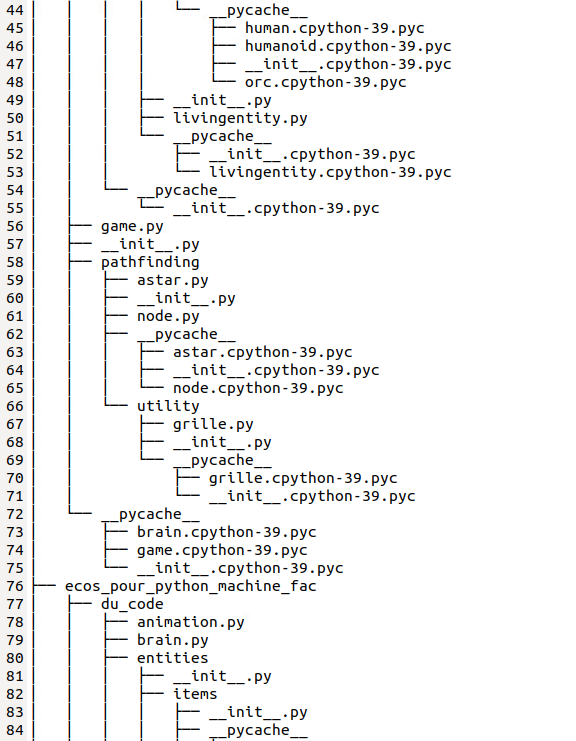 44 │   │   │   │   └── __pycache__
45 │   │   │   │       ├── human.cpython-39.pyc
46 │   │   │   │       ├── humanoid.cpython-39.pyc
47 │   │   │   │       ├── __init__.cpython-39.pyc
48 │   │   │   │       └── orc.cpython-39.pyc
49 │   │   │   ├── __init__.py
50 │   │   │   ├── livingentity.py
51 │   │   │   └── __pycache__
52 │   │   │       ├── __init__.cpython-39.pyc
53 │   │   │       └── livingentity.cpython-39.pyc
54 │   │   └── __pycache__
55 │   │       └── __init__.cpython-39.pyc
56 │   ├── game.py
57 │   ├── __init__.py
58 │   ├── pathfinding
59 │   │   ├── astar.py
60 │   │   ├── __init__.py
61 │   │   ├── node.py
62 │   │   ├── __pycache__
63 │   │   │   ├── astar.cpython-39.pyc
64 │   │   │   ├── __init__.cpython-39.pyc
65 │   │   │   └── node.cpython-39.pyc
66 │   │   └── utility
67 │   │       ├── grille.py
68 │   │       ├── __init__.py
69 │   │       └── __pycache__
70 │   │           ├── grille.cpython-39.pyc
71 │   │           └── __init__.cpython-39.pyc
72 │   └── __pycache__
73 │       ├── brain.cpython-39.pyc
74 │       ├── game.cpython-39.pyc
75 │       └── __init__.cpython-39.pyc
76 ├── ecos_pour_python_machine_fac
77 │   ├── du_code
78 │   │   ├── animation.py
79 │   │   ├── brain.py
80 │   │   ├── entities
81 │   │   │   ├── __init__.py
82 │   │   │   ├── items
83 │   │   │   │   ├── __init__.py
84 │   │   │   │   ├── __pycache__